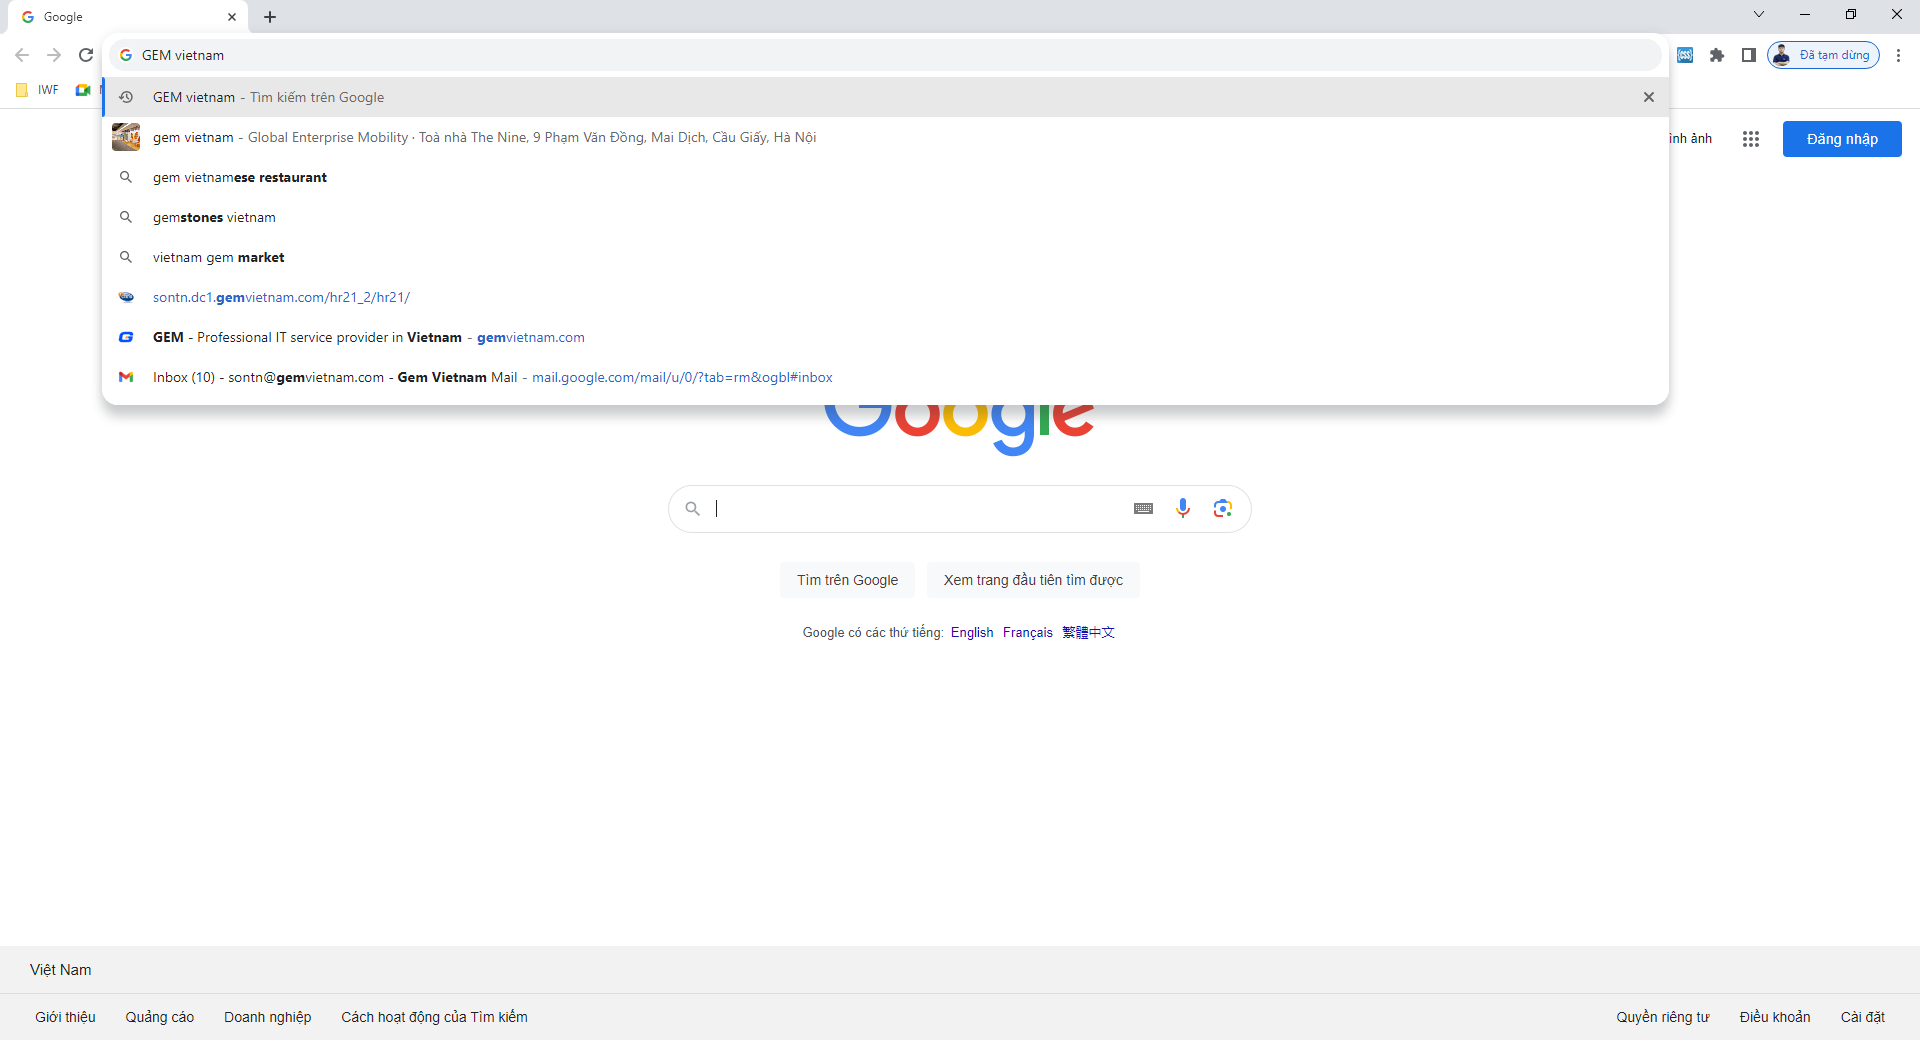 Google
GEM vietnam
Đã tạm dừng
IWF
GEM vietnam - Tìm kiếm trên Google
gem vietnam - Global Enterprise Mobility · Toà nhà The Nine, 9 Phạm Văn Đồng, Mai Dịch, Cầu Giấy, Hà Nội
ình ảnh
Đăng nhập
gem vietnamese restaurant
gemstones vietnam
vietnam gem market
sontn.dc1.gemvietnam.com/hr21_2/hr21/
GEM - Professional IT service provider in Vietnam - gemvietnam.com
Inbox (10) - sontn@gemvietnam.com - Gem Vietnam Mail - mail.google.com/mail/u/0/?tab=rm&ogbl#inbox
Google
Tìm trên Google
Xem trang đầu tiên tìm được
Google có các thứ tiếng: English Français 繁體中文
Việt Nam
Giới thiệu Quảng cáo Doanh nghiệp Cách hoạt động của Tìm kiếm
Quyền riêng tư Điều khoản Cài đặt